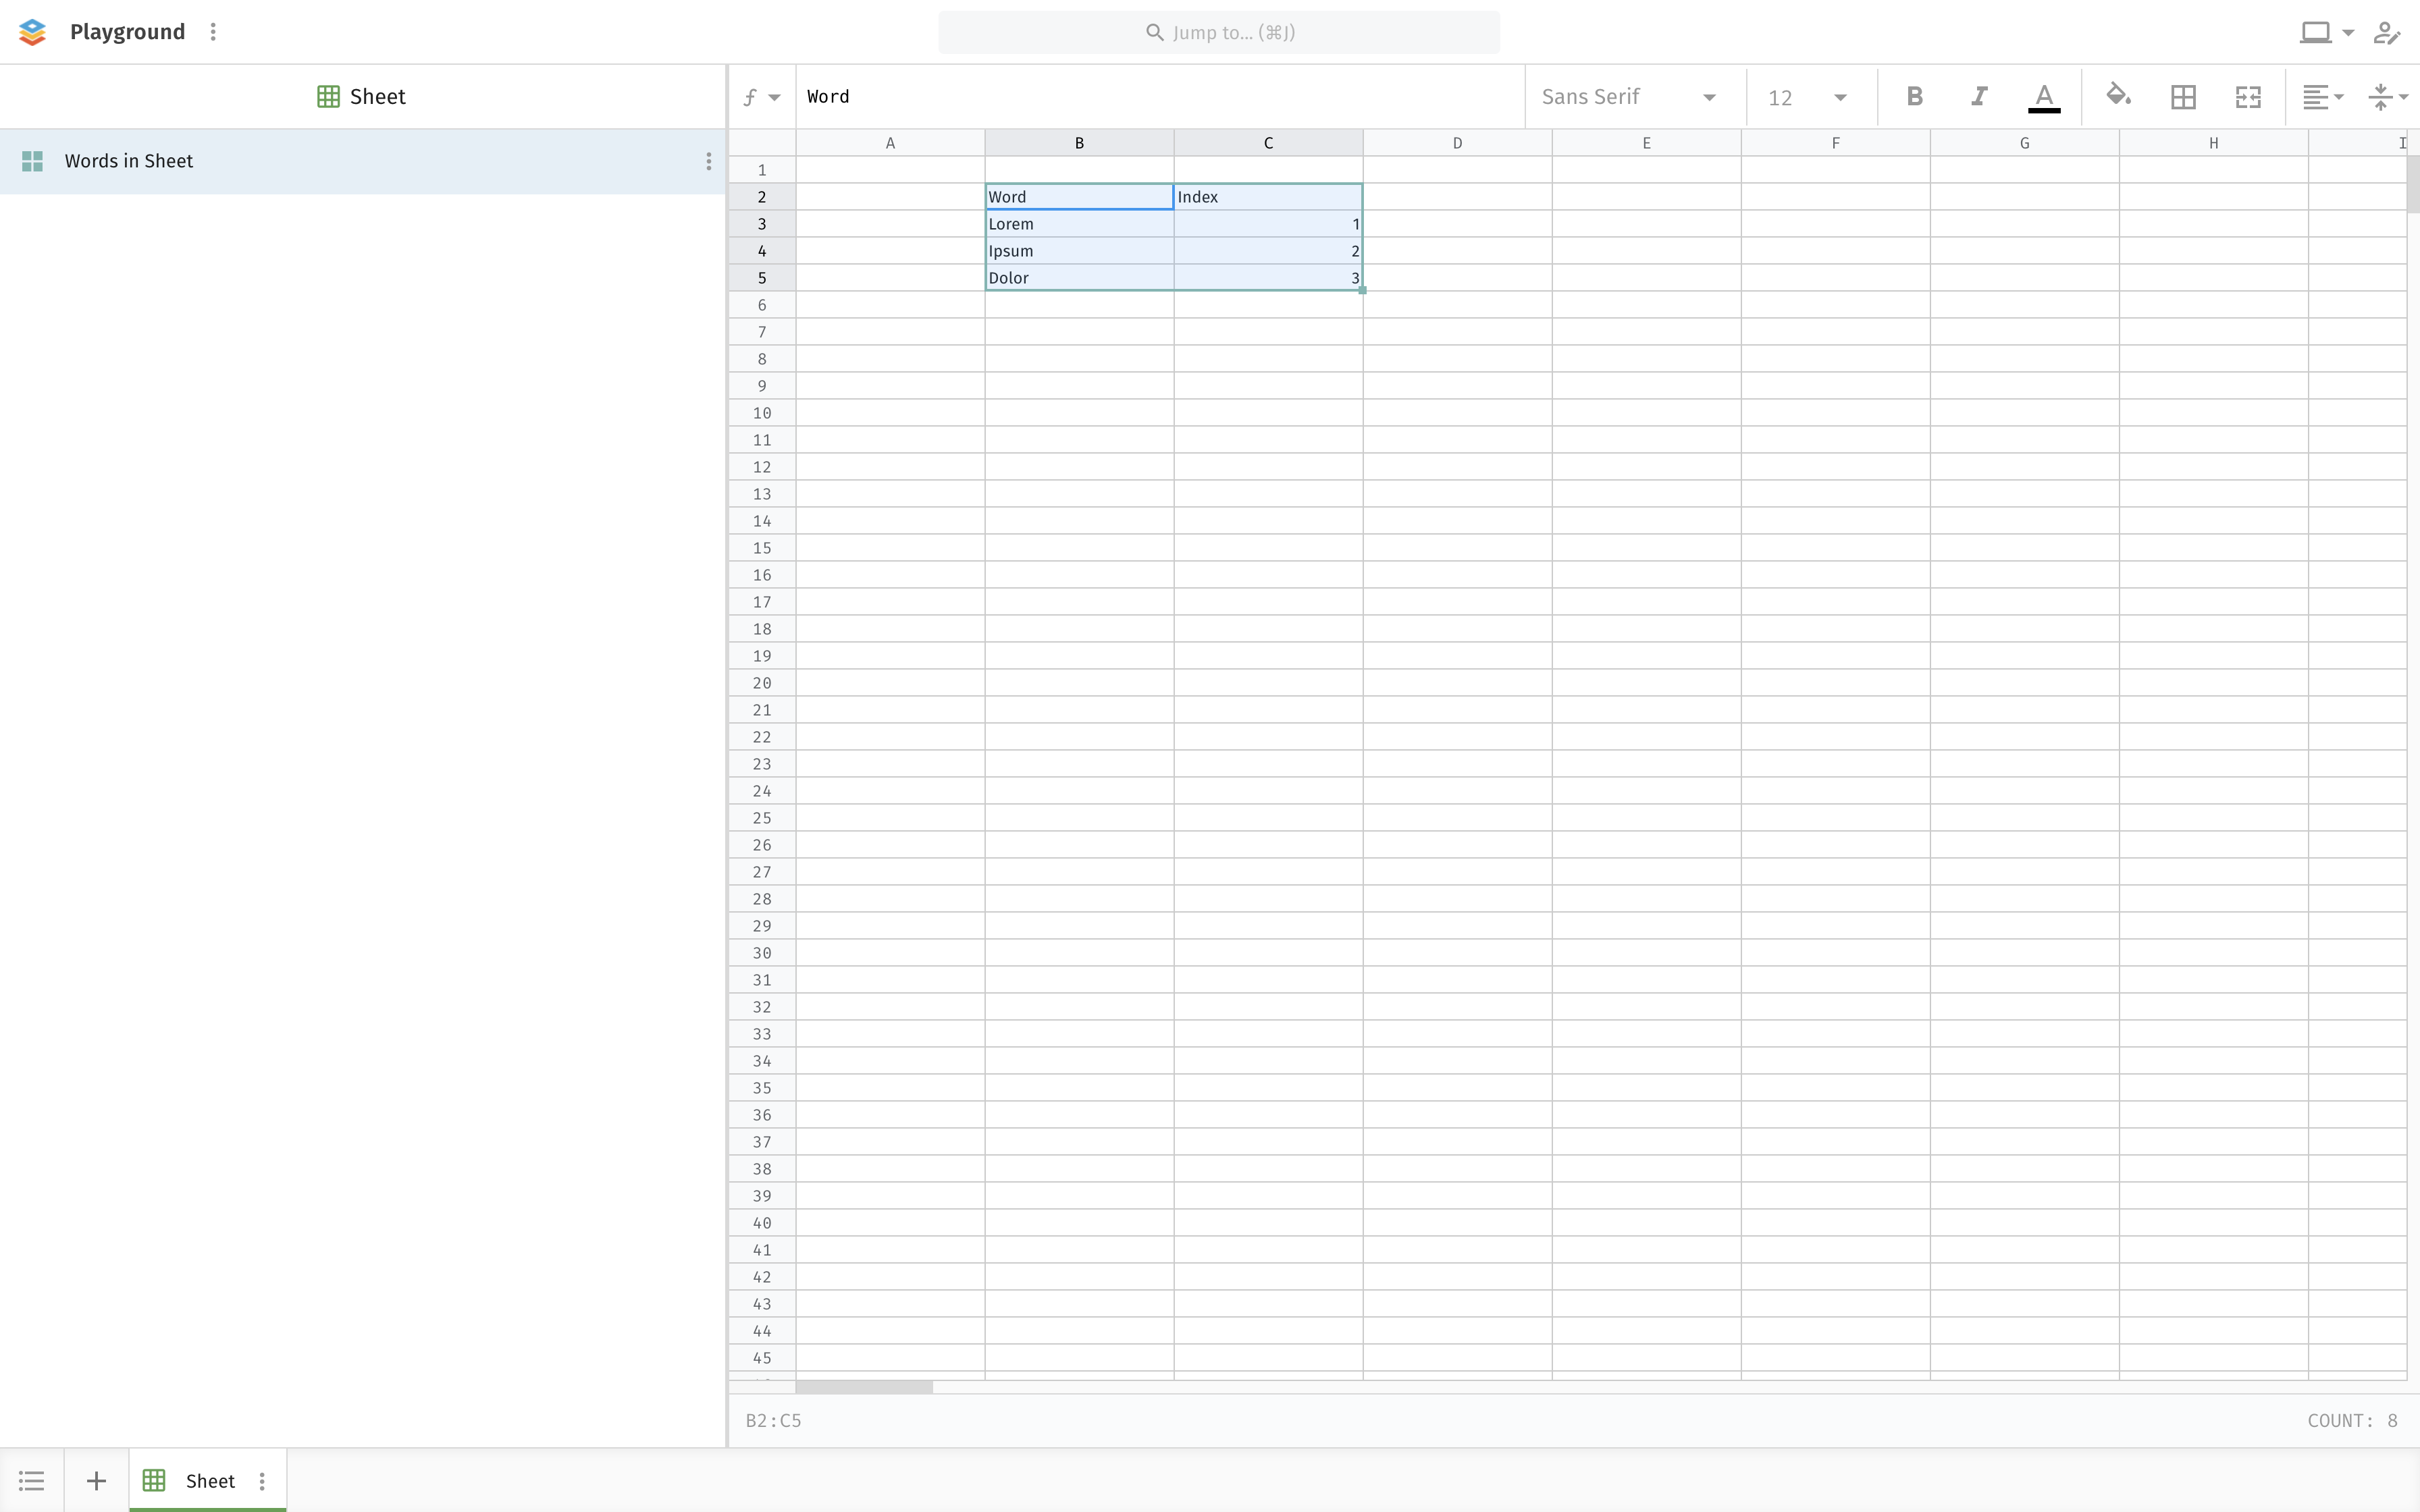 Playground
Jump to... (⌘J)
Sheet
Word
Sans Serif
12
B I A
Words in Sheet
A B C D E F G H I
1
2 Word Index
3 Lorem 1
4 Ipsum 2
5 Dolor 3
6
7
8
9
10
11
12
13
14
15
16
17
18
19
20
21
22
23
24
25
26
27
28
29
30
31
32
33
34
35
36
37
38
39
40
41
42
43
44
45
B2:C5
COUNT: 8
Sheet